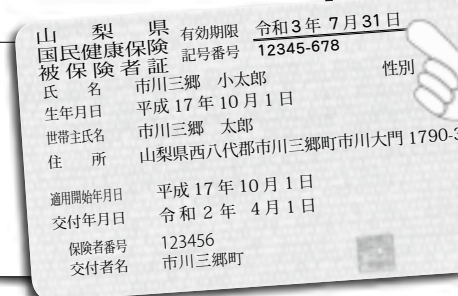 山梨県
国民健康保険
被保険者証
有効期限 令和3年7月31日
記号番号 12345-678
氏名 市川三郷 小太郎 性別
生年月日 平成17年10月1日
世帯主氏名 市川三郷 太郎
住所 山梨県西八代郡市川三郷町市川大門1790-3
適用開始年月日 平成17年10月1日
交付年月日 令和2年4月1日
保険者番号 123456
交付者名 市川三郷町